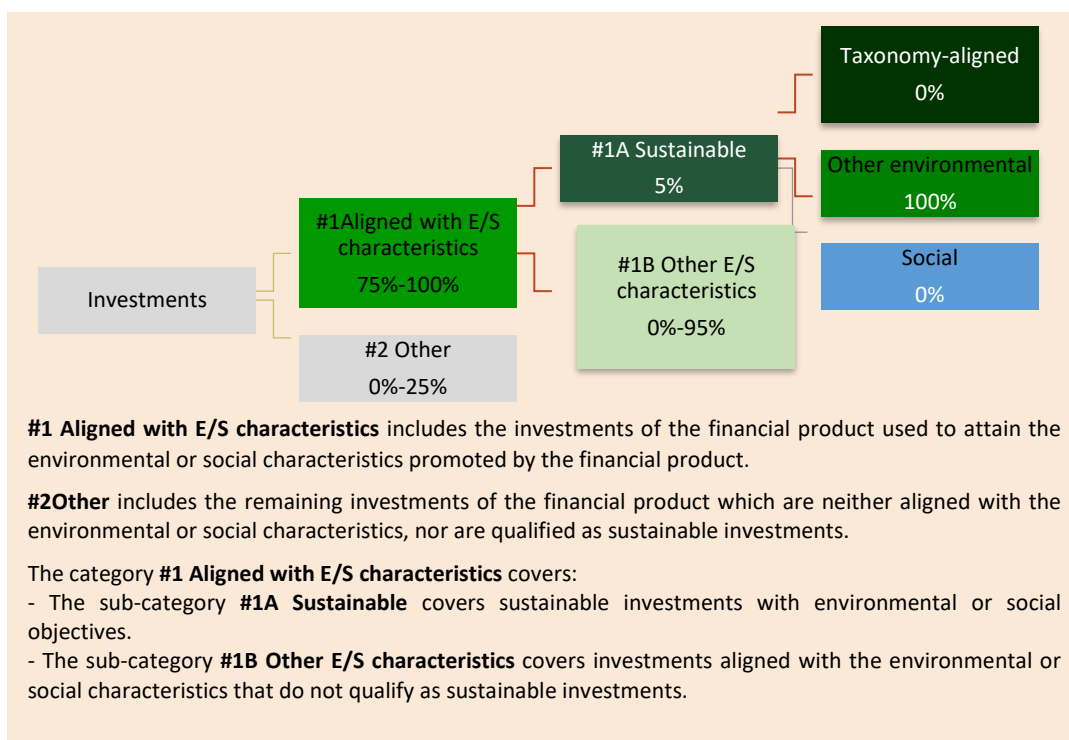 Taxonomy-aligned
0%
#1A Sustainable
5%
Other environmental
100%
#1Aligned with E/S
characteristics
75%-100%
#1B Other E/S
characteristics
0%-95%
Social
0%
Investments
#2 Other
0%-25%
#1 Aligned with E/S characteristics includes the investments of the financial product used to attain the
environmental or social characteristics promoted by the financial product.
#2Other includes the remaining investments of the financial product which are neither aligned with the
environmental or social characteristics, nor are qualified as sustainable investments.
The category #1 Aligned with E/S characteristics covers:
- The sub-category #1A Sustainable covers sustainable investments with environmental or social
objectives.
- The sub-category #1B Other E/S characteristics covers investments aligned with the environmental or
social characteristics that do not qualify as sustainable investments.